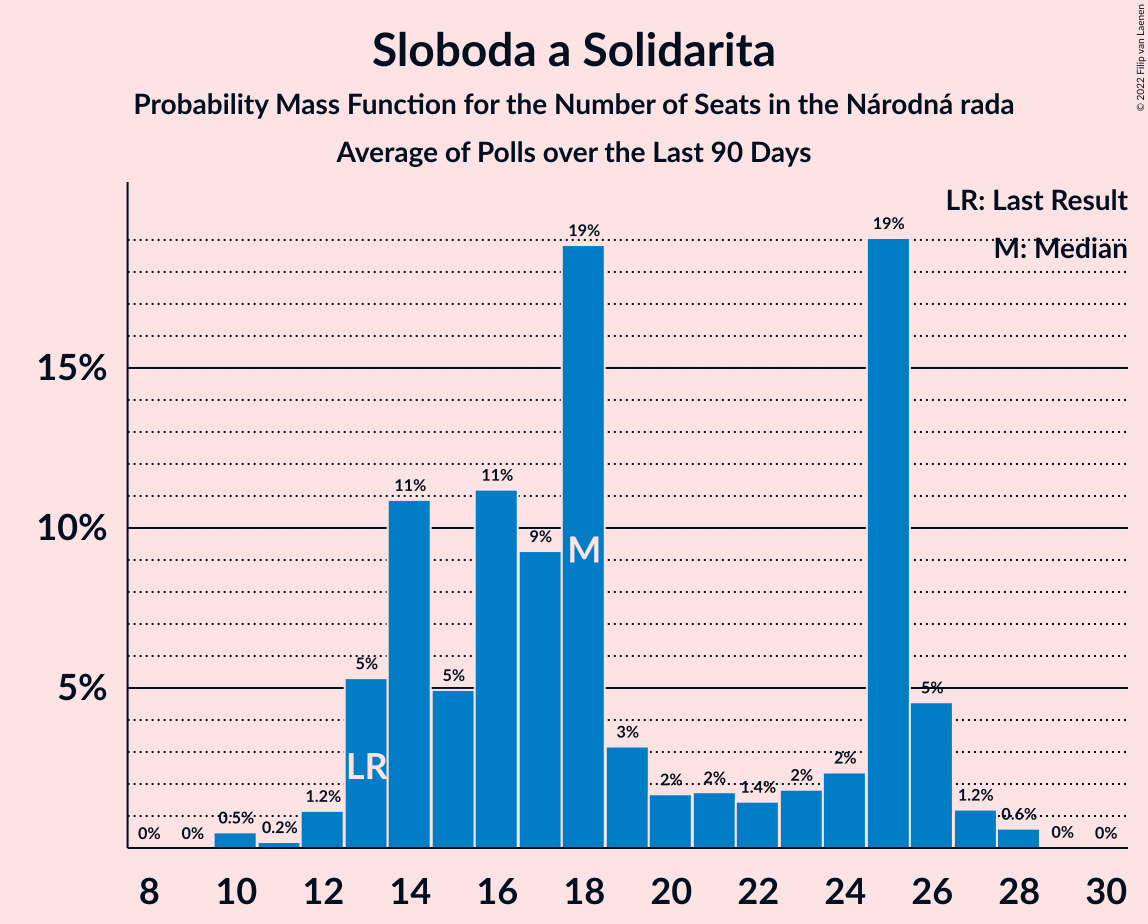 Sloboda a Solidarita
Probability Mass Function for the Number of Seats in the Národná rada
Average of Polls over the Last 90 Days
© 2022 Filip van Laenen
LR: Last Result
M: Median
15%
10%
5%
0%
0%
0.5%
0.2%
1.2%
5%
11%
5%
11%
9%
19%
3%
2%
2%
1.4%
2%
2%
19%
5%
1.2%
0.6%
0%
0%
LR
M
8 10 12 14 16 18 20 22 24 26 28 30